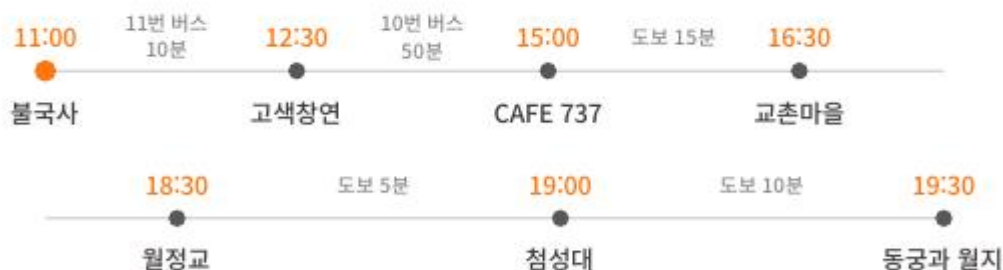 11:00 11번 버스 12:30 10번 버스 15:00 도보 15분 16:30
10분 50분
불국사 고색창연 CAFE 737 교촌마을
18:30 도보 5분 19:00 도보 10분 19:30
월정교 첨성대 동궁과 월지